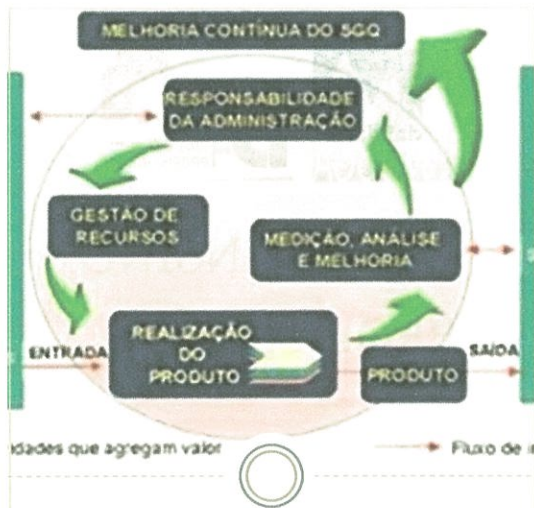 MELHORIA CONTÍNUA DO SGQ
RESPONSABILIDADE
DA ADMINISTRAÇÃO
GESTÃO DE
RECURSOS
MEDIÇÃO, ANÁLISE
E MELHORIA
REALIZAÇÃO
DO
PRODUTO
ENTRADA
PRODUTO
SAÍDA
que agregam valor
Fluxo de